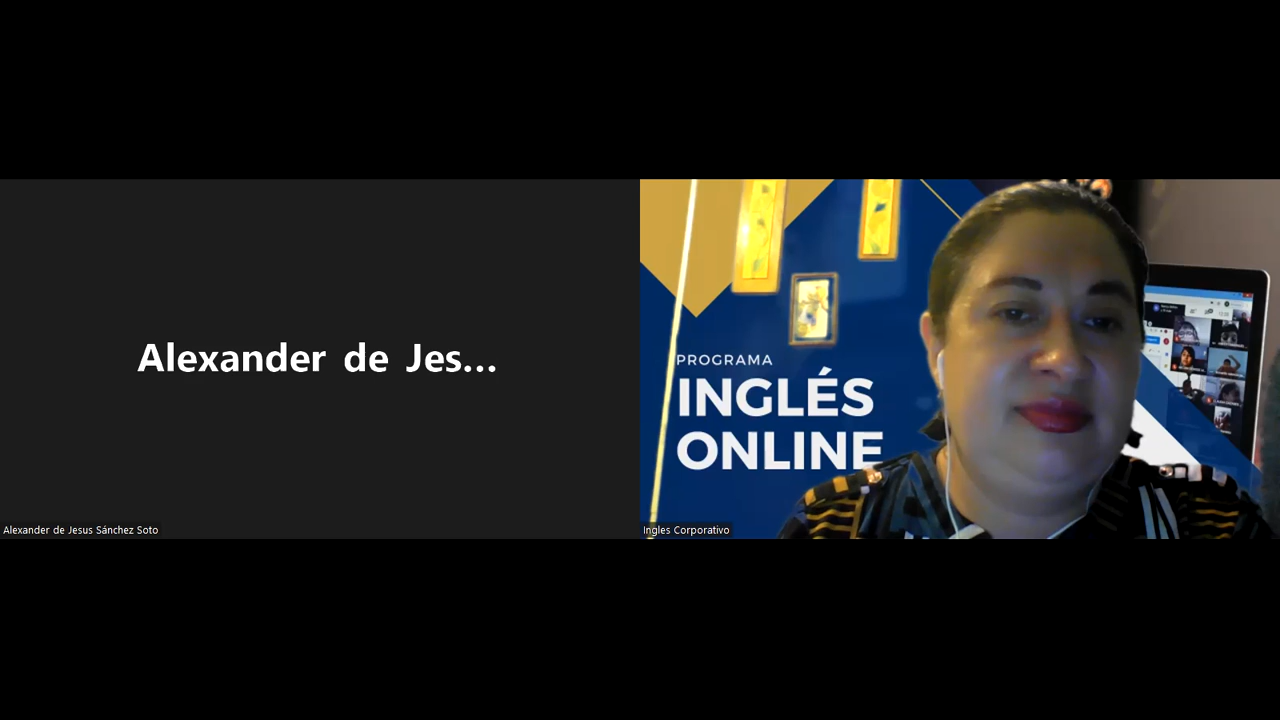 Alexander de Jes...
Alexander de Jesus Sánchez Soto
PROGRAMA
INGLÉS
ONLINE
Ingles Corporativo